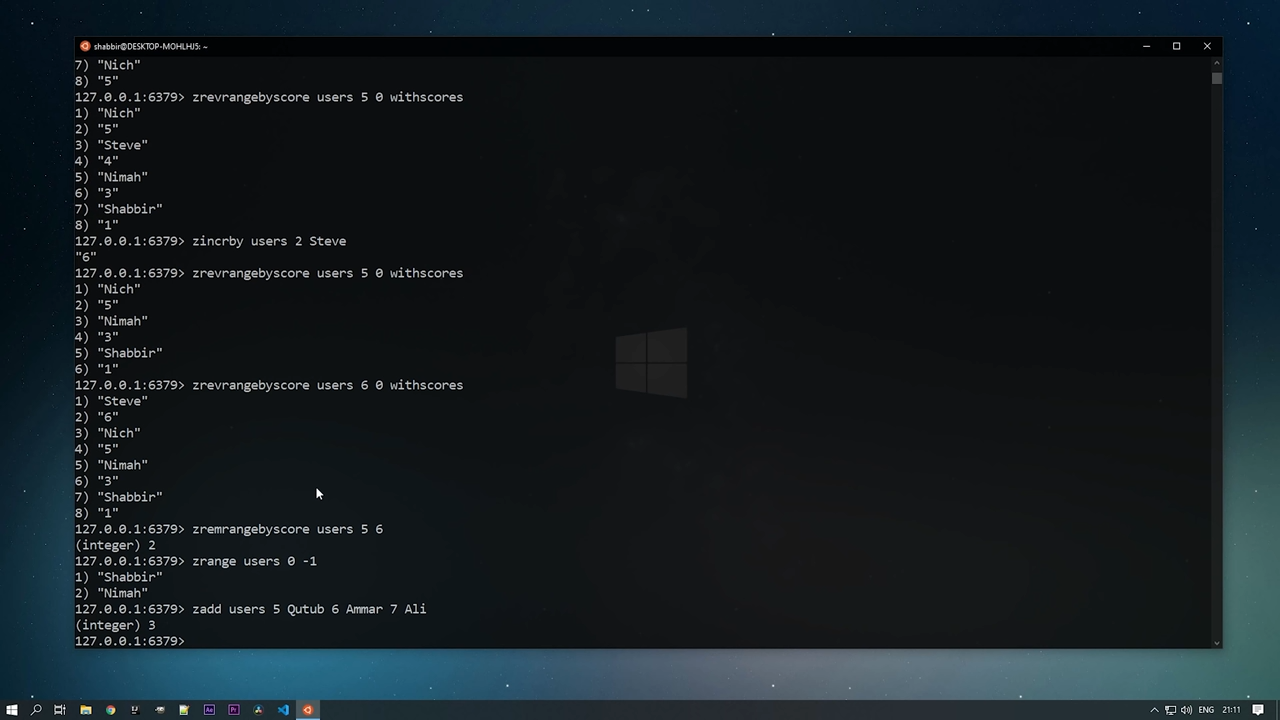 shabbir@DESKTOP-MOHLHJ5: ~
7) "Nich"
8) "5"
127.0.0.1:6379> zrevrangebyscore users 5 0 withscores
1) "Nich"
2) "5"
3) "Steve"
4) "4"
5) "Nimah"
6) "3"
7) "Shabbir"
8) "1"
127.0.0.1:6379> zincrby users 2 Steve
"6"
127.0.0.1:6379> zrevrangebyscore users 5 0 withscores
1) "Nich"
2) "5"
3) "Nimah"
4) "3"
5) "Shabbir"
6) "1"
127.0.0.1:6379> zrevrangebyscore users 6 0 withscores
1) "Steve"
2) "6"
3) "Nich"
4) "5"
5) "Nimah"
6) "3"
7) "Shabbir"
8) "1"
127.0.0.1:6379> zremrangebyscore users 5 6
(integer) 2
127.0.0.1:6379> zrange users 0 -1
1) "Shabbir"
2) "Nimah"
127.0.0.1:6379> zadd users 5 Qutub 6 Ammar 7 Ali
(integer) 3
127.0.0.1:6379>
Ae Pr ENG 21:11